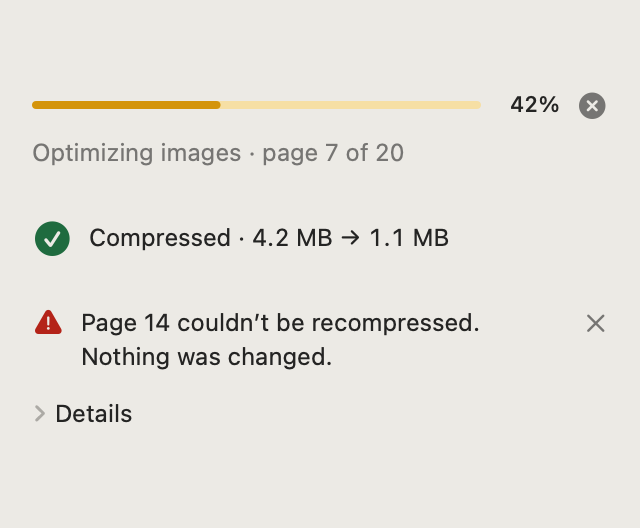 42%
Optimizing images · page 7 of 20
Compressed · 4.2 MB → 1.1 MB
Page 14 couldn’t be recompressed.
Nothing was changed.
Details